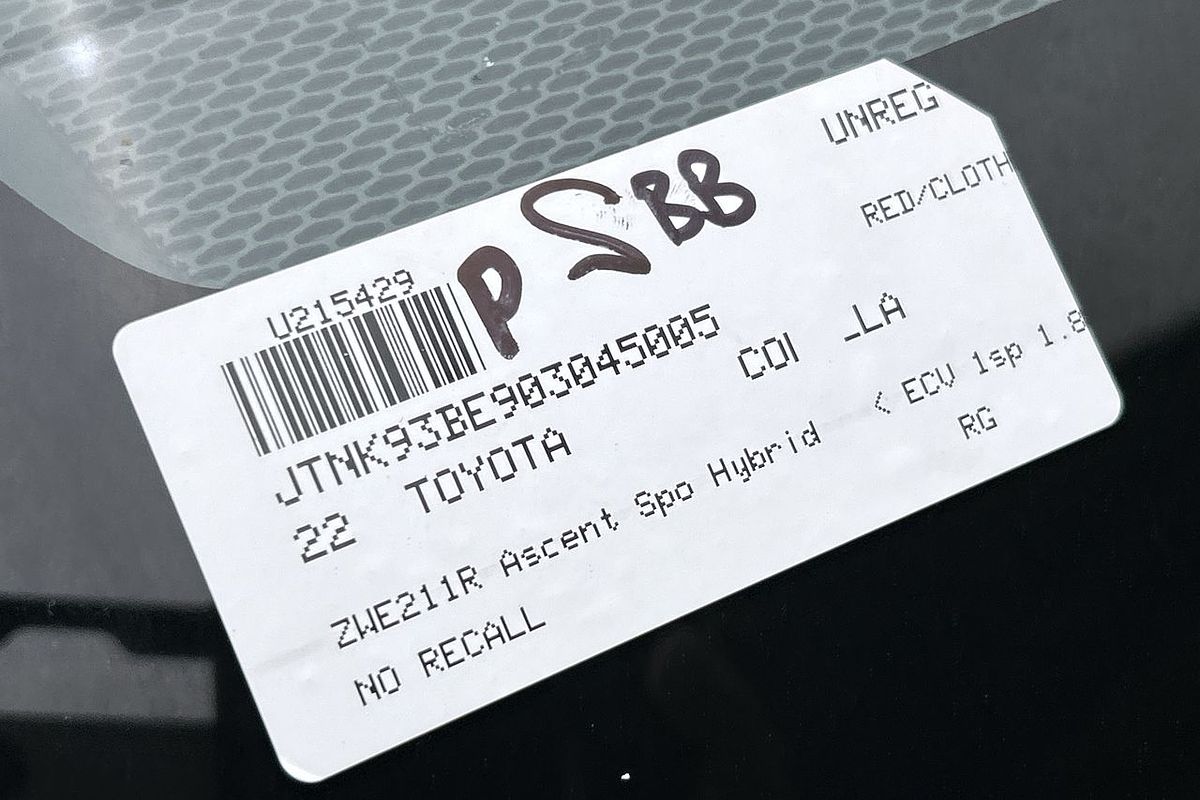 UNREG
P S BB
RED/CLOTH
U215429
JTNK93BE903045005
22 TOYOTA COI _LA
ZWE211R Ascent Spo Hybrid < ECV 1sp 1.8
NO RECALL RG